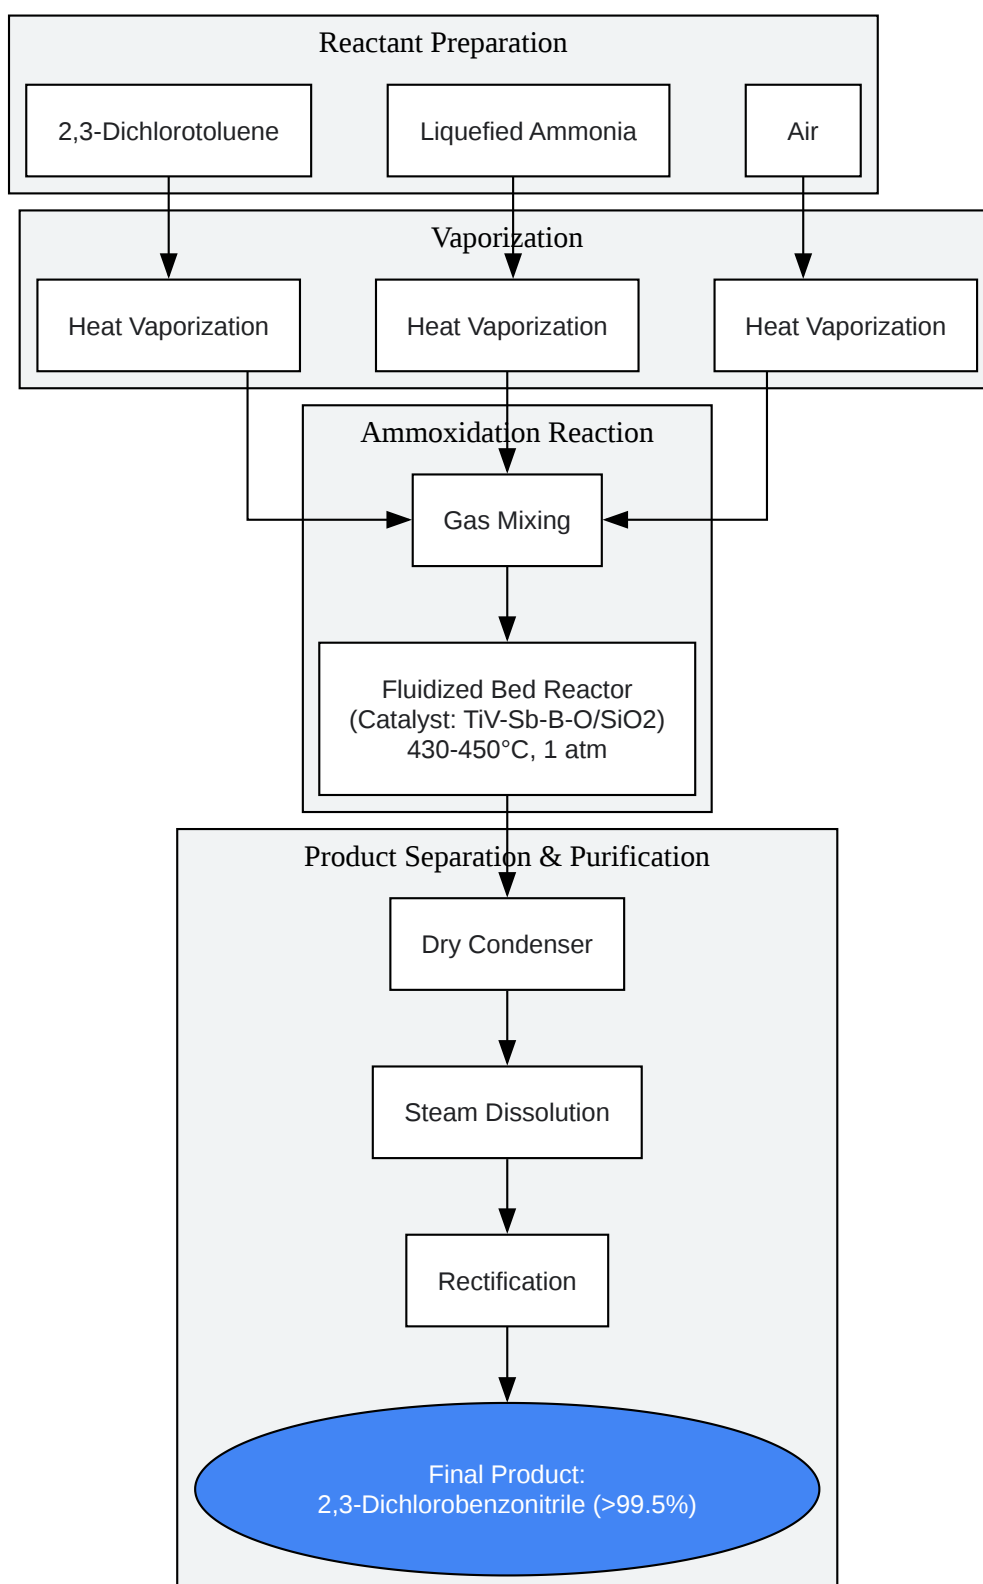 Reactant Preparation
2,3-Dichlorotoluene
Liquefied Ammonia
Air
Vaporization
Heat Vaporization
Heat Vaporization
Heat Vaporization
Ammoxidation Reaction
Gas Mixing
Fluidized Bed Reactor
(Catalyst: TiV-Sb-B-O/SiO2)
430-450°C, 1 atm
Product Separation & Purification
Dry Condenser
Steam Dissolution
Rectification
Final Product:
2,3-Dichlorobenzonitrile (>99.5%)